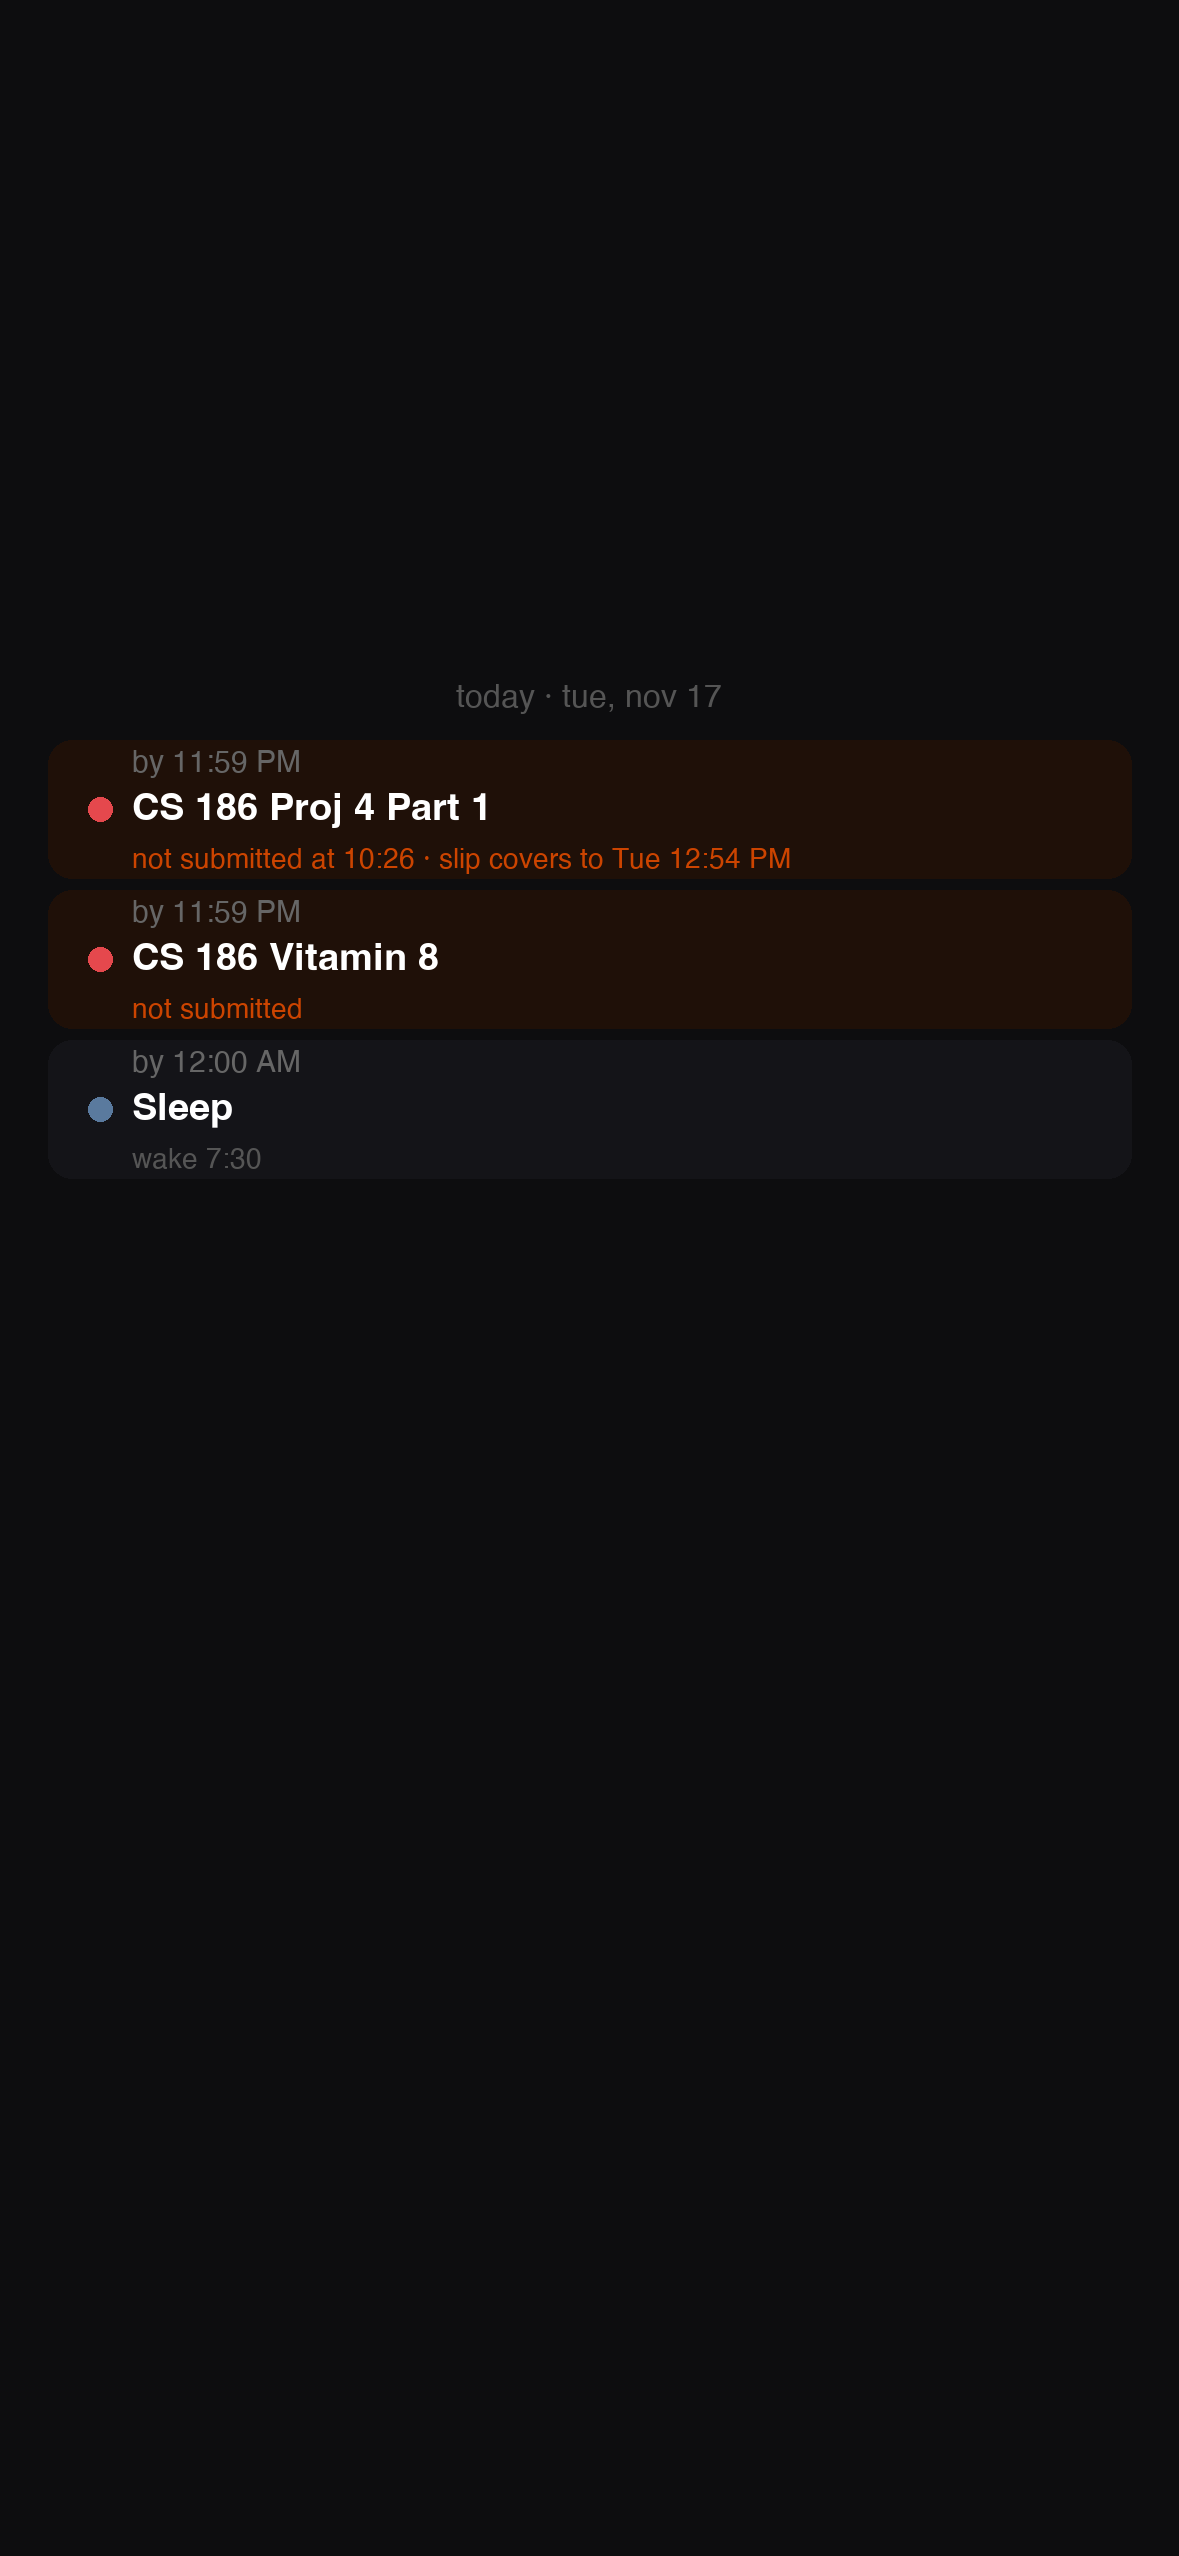 today · tue, nov 17
by 11:59 PM
CS 186 Proj 4 Part 1
not submitted at 10:26 · slip covers to Tue 12:54 PM
by 11:59 PM
CS 186 Vitamin 8
not submitted
by 12:00 AM
Sleep
wake 7:30